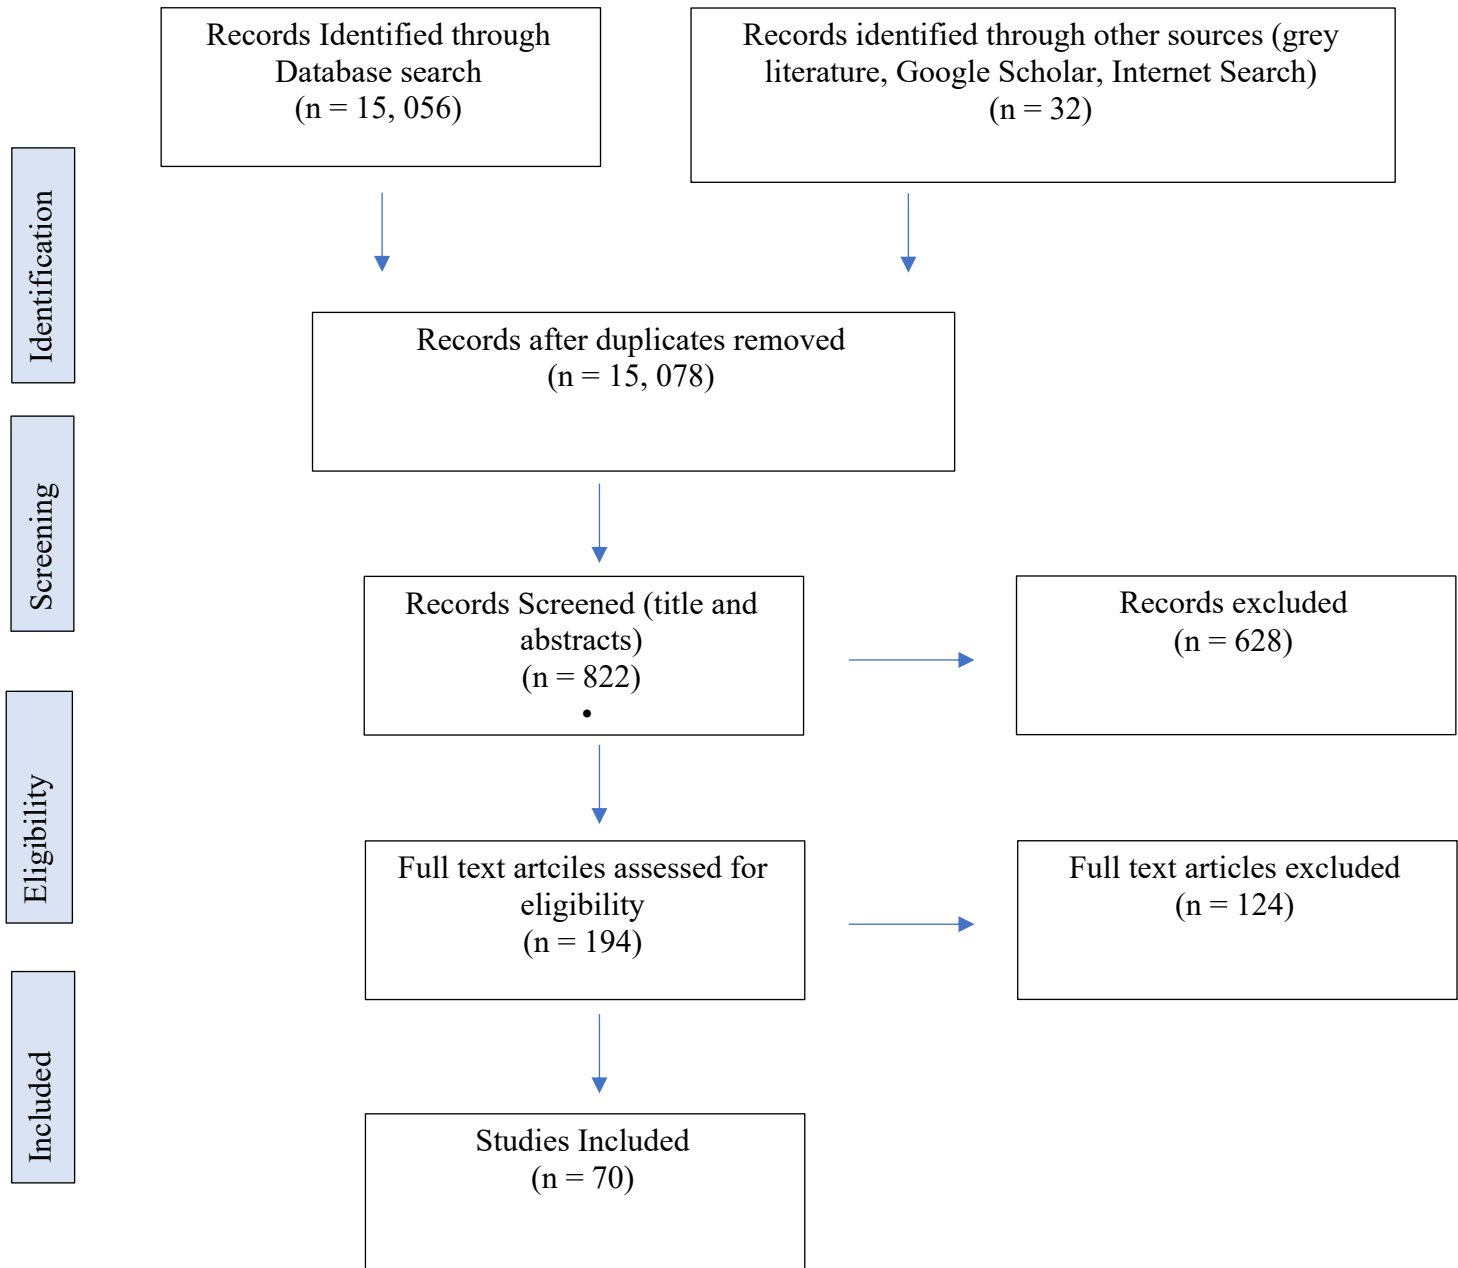 Records Identified through
Database search
(n = 15, 056)
Records identified through other sources (grey
literature, Google Scholar, Internet Search)
(n = 32)
Identification
Records after duplicates removed
(n = 15, 078)
Screening
Records Screened (title and
abstracts)
(n = 822)
•
Records excluded
(n = 628)
Eligibility
Full text artciles assessed for
eligibility
(n = 194)
Full text articles excluded
(n = 124)
Included
Studies Included
(n = 70)